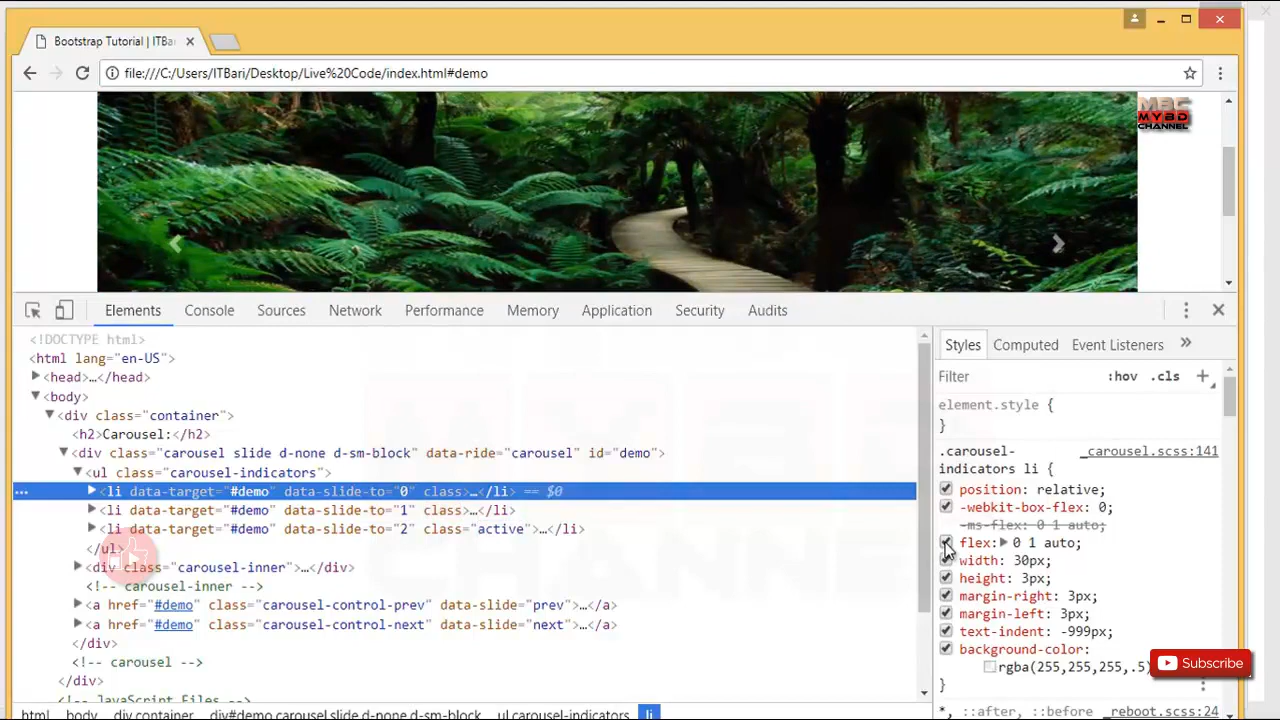 Bootstrap Tutorial | ITBa
file:///C:/Users/ITBari/Desktop/Live%20Code/index.html#demo
MBC
MYBD
CHANNEL
Elements Console Sources Network Performance Memory Application Security Audits
<!DOCTYPE html>
<html lang="en-US">
<head>…</head>
<body>
<div class="container">
<h2>Carousel:</h2>
<div class="carousel slide d-none d-sm-block" data-ride="carousel" id="demo">
<ul class="carousel-indicators">
… <li data-target="#demo" data-slide-to="0" class>…</li> == $0
<li data-target="#demo" data-slide-to="1" class>…</li>
<li data-target="#demo" data-slide-to="2" class="active">…</li>
</ul>
<div class="carousel-inner">…</div>
<!-- carousel-inner -->
<a href="#demo" class="carousel-control-prev" data-slide="prev">…</a>
<a href="#demo" class="carousel-control-next" data-slide="next">…</a>
</div>
<!-- carousel -->
</div>
<!-- JavaScript Files -->
html body div.container div#demo.carousel.slide.d-none.d-sm-block ul.carousel-indicators li
Styles Computed Event Listeners »
Filter :hov .cls +
element.style {
}
.carousel- _carousel.scss:141
indicators li {
position: relative;
-webkit-box-flex: 0;
-ms-flex: 0 1 auto;
flex: 0 1 auto;
width: 30px;
height: 3px;
margin-right: 3px;
margin-left: 3px;
text-indent: -999px;
background-color:
rgba(255,255,255,.5)
}
*, ::after, ::before _reboot.scss:24
Subscribe